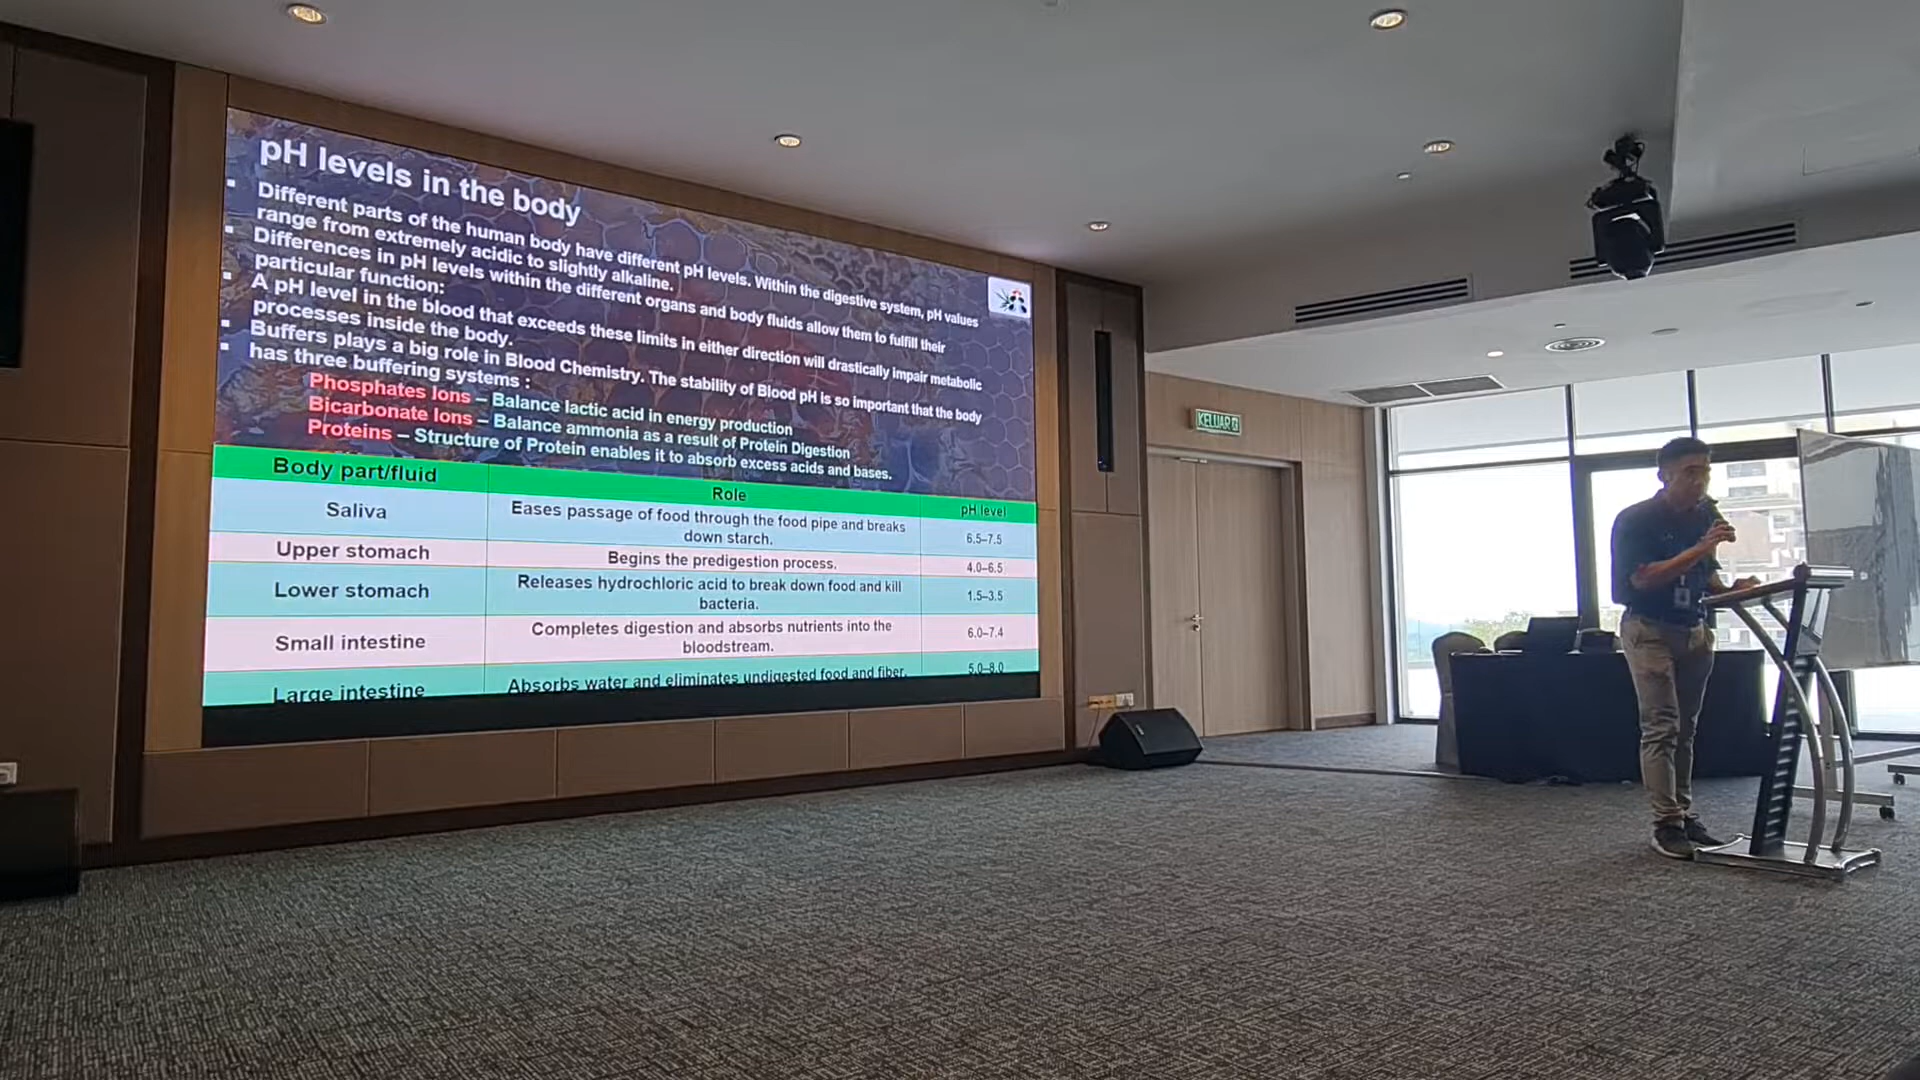 pH levels in the body
▪ Different parts of the human body have different pH levels. Within the digestive system, pH values
range from extremely acidic to slightly alkaline.
▪ Differences in pH levels within the different organs and body fluids allow them to fulfill their
particular function:
▪ A pH level in the blood that exceeds these limits in either direction will drastically impair metabolic
processes inside the body.
▪ Buffers plays a big role in Blood Chemistry. The stability of Blood pH is so important that the body
▪ has three buffering systems :
Phosphates Ions – Balance lactic acid in energy production
Bicarbonate Ions – Balance ammonia as a result of Protein Digestion
Proteins – Structure of Protein enables it to absorb excess acids and bases.
Body part/fluid Role pH level
Saliva Eases passage of food through the food pipe and breaks
down starch. 6.5–7.5
Upper stomach Begins the predigestion process. 4.0–6.5
Lower stomach Releases hydrochloric acid to break down food and kill
bacteria. 1.5–3.5
Small intestine Completes digestion and absorbs nutrients into the
bloodstream. 6.0–7.4
Large intestine Absorbs water and eliminates undigested food and fiber. 5.0–8.0
KELUAR